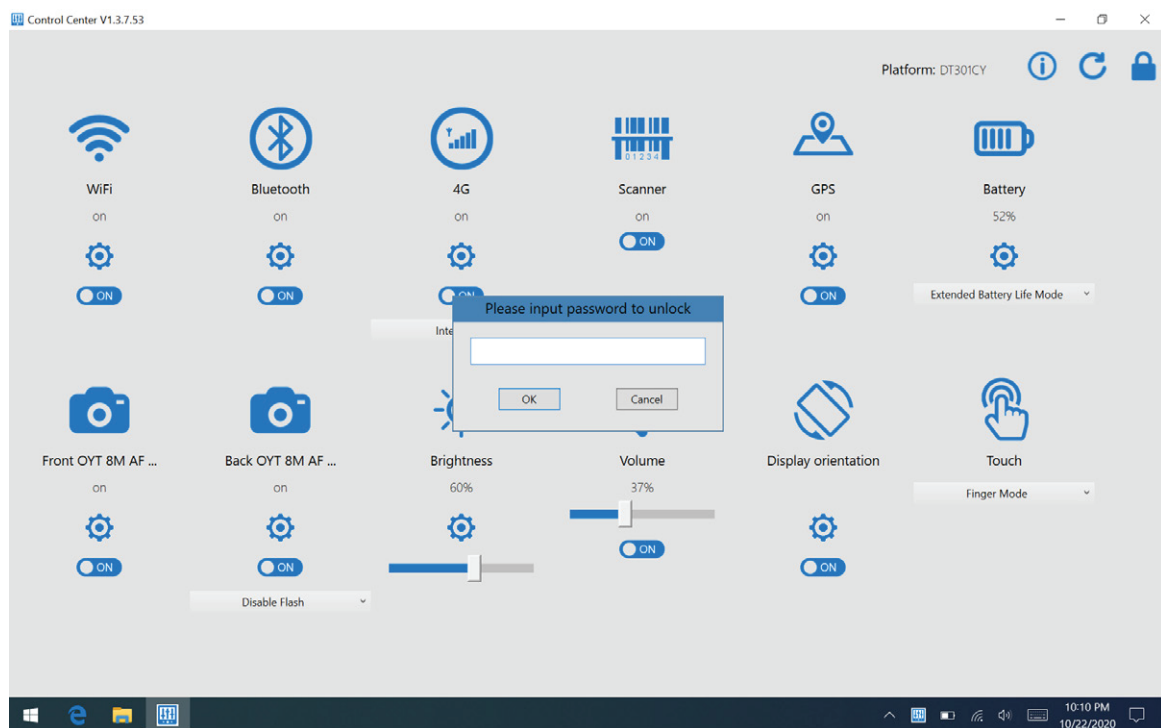 Control Center V1.3.7.53
Platform: DT301CY
01234
WiFi Bluetooth 4G Scanner GPS Battery
on on on on on 52%
ON
ON ON ON ON Extended Battery Life Mode
Please input password to unlock
Inte
OK Cancel
Front OYT 8M AF ... Back OYT 8M AF ... Brightness Volume Display orientation Touch
on on 60% 37% Finger Mode
ON
ON ON ON
Disable Flash
10:10 PM
10/22/2020